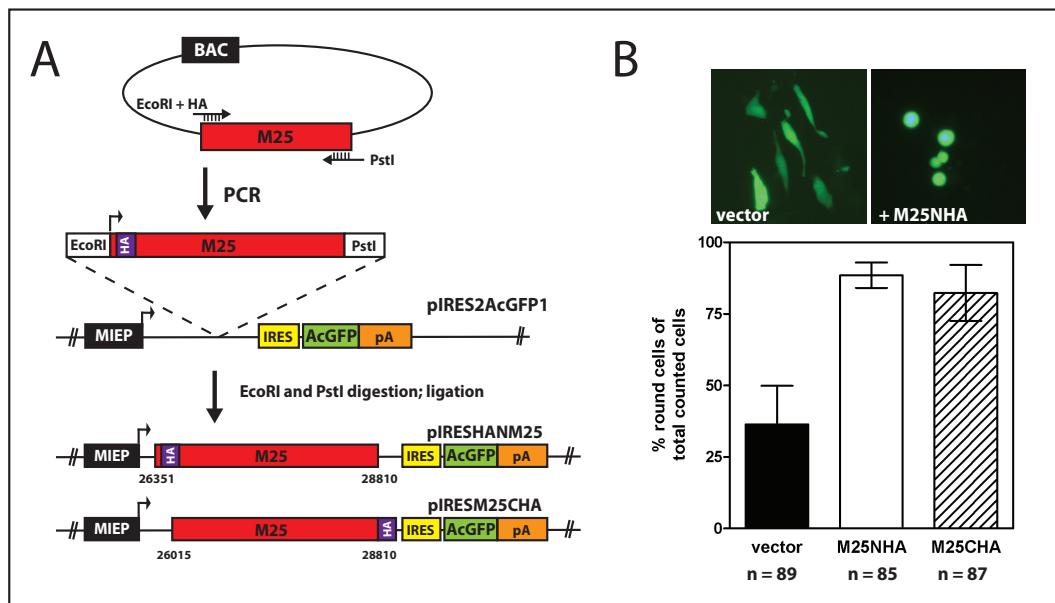 A
BAC
EcoRI + HA
M25
PstI
PCR
EcoRI
HA
M25
PstI
pIRES2AcGFP1
MIEP
IRES
AcGFP
pA
EcoRI and PstI digestion; ligation
pIRESHANM25
MIEP
HA
M25
IRES
AcGFP
pA
26351
28810
pIRESM25CHA
MIEP
M25
HA
IRES
AcGFP
pA
26015
28810
B
vector
+ M25NHA
% round cells of
total counted cells
100
75
50
25
0
vector
M25NHA
M25CHA
n = 89
n = 85
n = 87